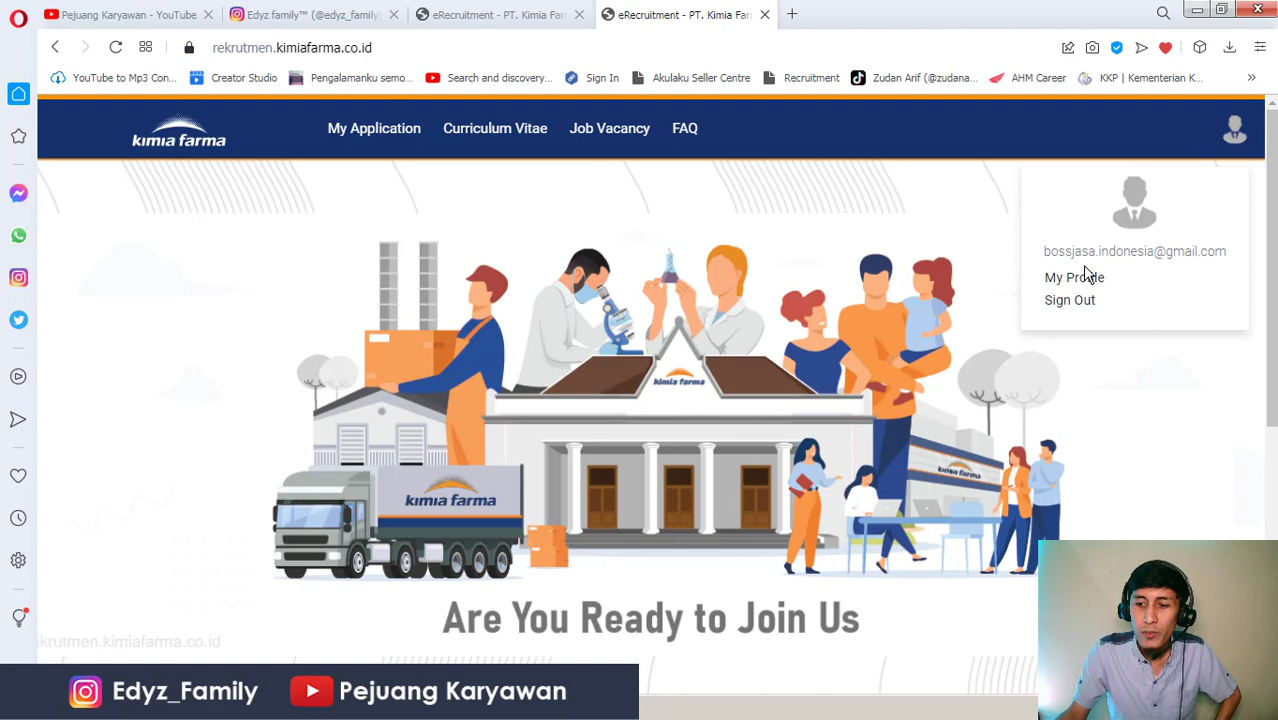 Pejuang Karyawan - YouTube
Edyz family™ (@edyz_family)
eRecruitment - PT. Kimia Farm
eRecruitment - PT. Kimia Farm
rekrutmen.kimiafarma.co.id
YouTube to Mp3 Con...
Creator Studio
Pengalamanku semo...
Search and discovery...
Sign In
Akulaku Seller Centre
Recruitment
Zudan Arif (@zudana...
AHM Career
KKP | Kementerian K...
kimia farma
My Application
Curriculum Vitae
Job Vacancy
FAQ
bossjasa.indonesia@gmail.com
My Profile
Sign Out
kimia farma
kimia farma
kimia farma
Are You Ready to Join Us
ekrutmen.kimiafarma.co.id
Edyz_Family
Pejuang Karyawan